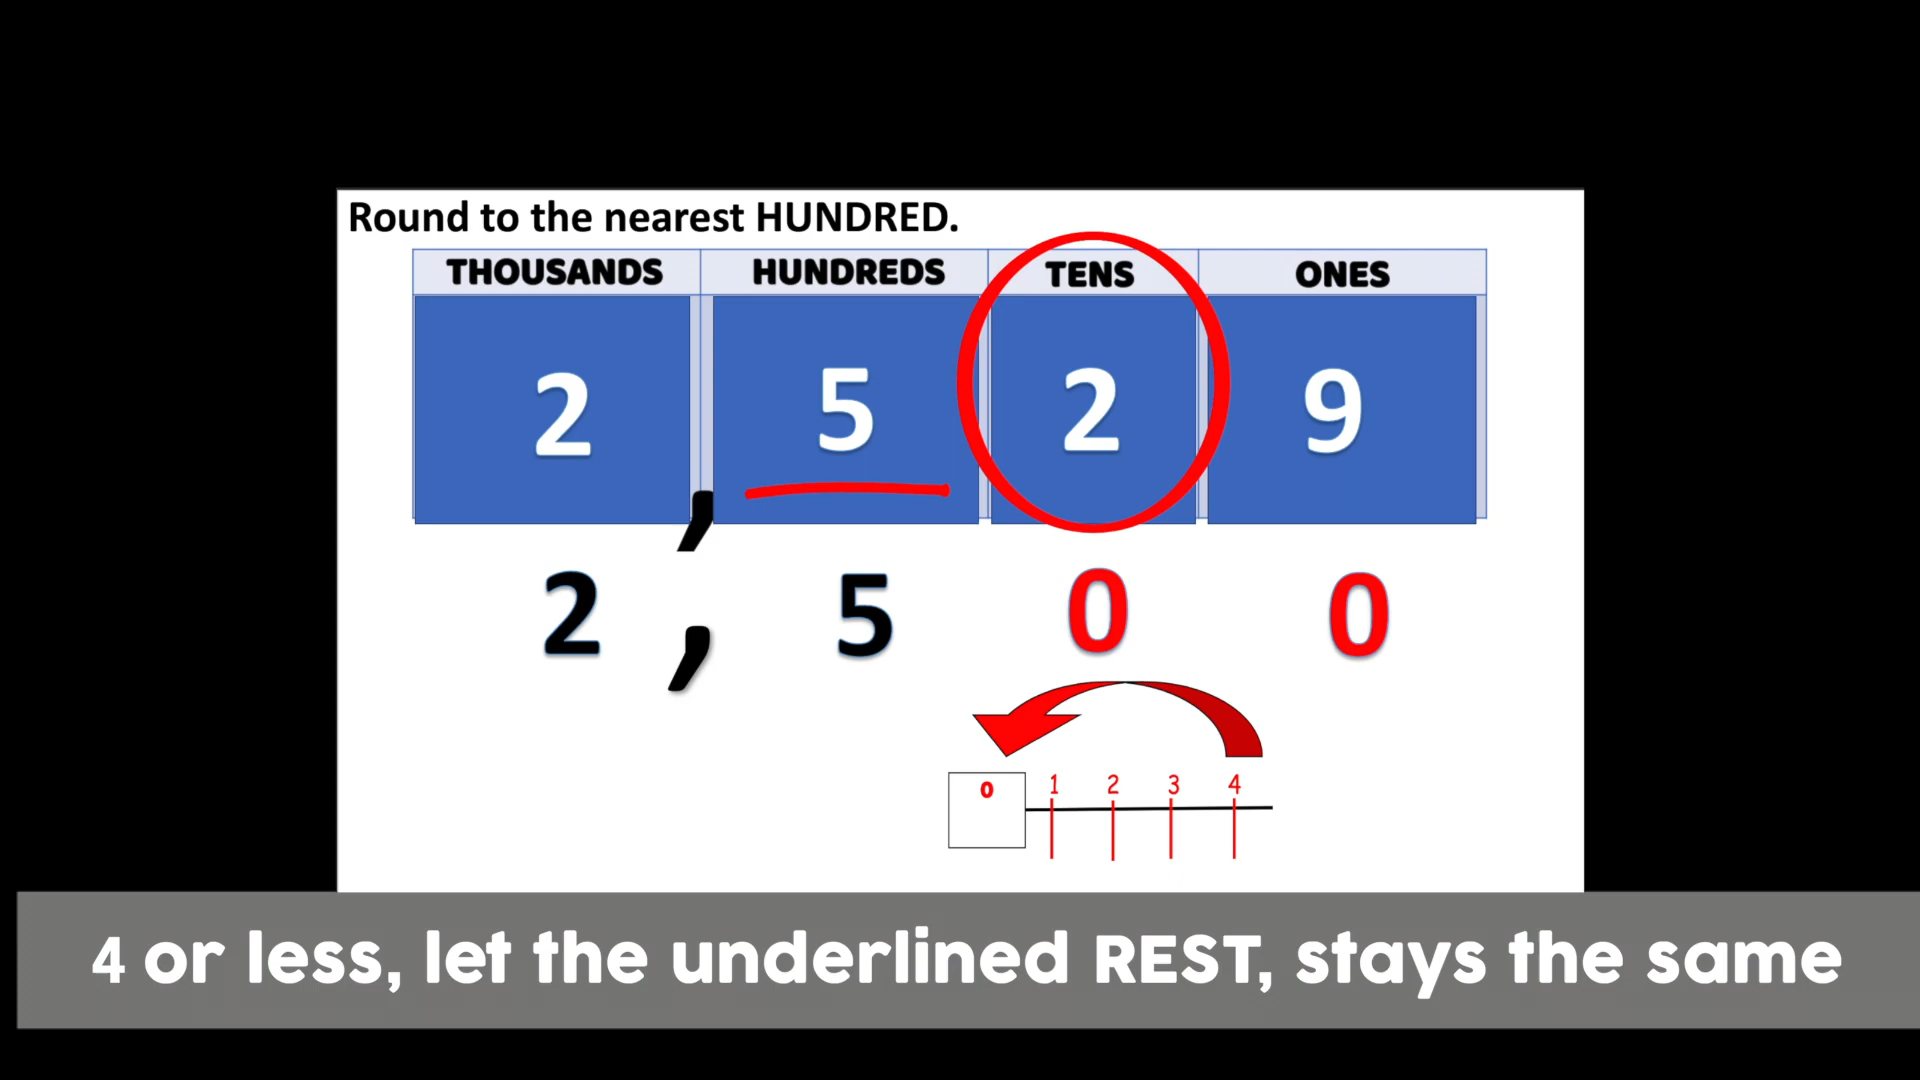 Round to the nearest HUNDRED.
THOUSANDS HUNDREDS TENS ONES
2 , 5 2 9
2 , 5 0 0
0 1 2 3 4
4 or less, let the underlined REST, stays the same